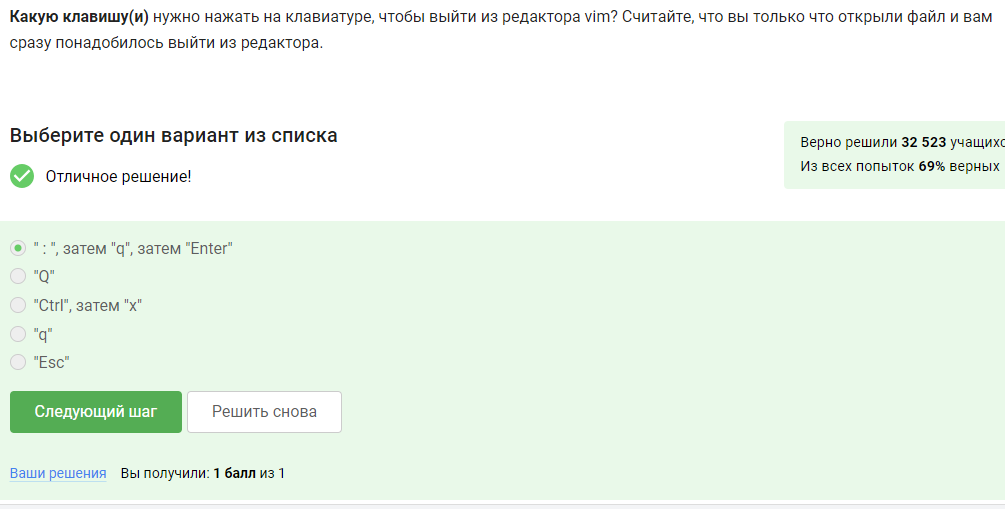 Какую клавишу(и) нужно нажать на клавиатуре, чтобы выйти из редактора vim? Считайте, что вы только что открыли файл и вам
сразу понадобилось выйти из редактора.
Выберите один вариант из списка
Верно решили 32 523 учащихс
Из всех попыток 69% верных
Отличное решение!
" : ", затем "q", затем "Enter"
"Q"
"Ctrl", затем "x"
"q"
"Esc"
Следующий шаг
Решить снова
Ваши решения Вы получили: 1 балл из 1